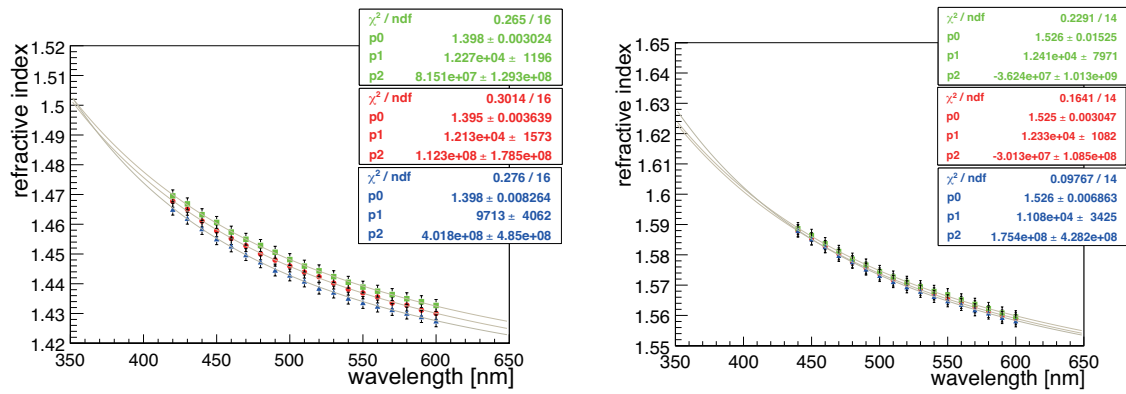 χ² / ndf 0.265 / 16
p0 1.398 ± 0.003024
p1 1.227e+04 ± 1196
p2 8.151e+07 ± 1.293e+08
χ² / ndf 0.3014 / 16
p0 1.395 ± 0.003639
p1 1.213e+04 ± 1573
p2 1.123e+08 ± 1.785e+08
χ² / ndf 0.276 / 16
p0 1.398 ± 0.008264
p1 9713 ± 4062
p2 4.018e+08 ± 4.85e+08
refractive index
1.52
1.51
1.5
1.49
1.48
1.47
1.46
1.45
1.44
1.43
1.42
350 400 450 500 550 600 650
wavelength [nm]
χ² / ndf 0.2291 / 14
p0 1.526 ± 0.01525
p1 1.241e+04 ± 7971
p2 -3.624e+07 ± 1.013e+09
χ² / ndf 0.1641 / 14
p0 1.525 ± 0.003047
p1 1.233e+04 ± 1082
p2 -3.013e+07 ± 1.085e+08
χ² / ndf 0.09767 / 14
p0 1.526 ± 0.006863
p1 1.108e+04 ± 3425
p2 1.754e+08 ± 4.282e+08
refractive index
1.65
1.64
1.63
1.62
1.61
1.6
1.59
1.58
1.57
1.56
1.55
350 400 450 500 550 600 650
wavelength [nm]